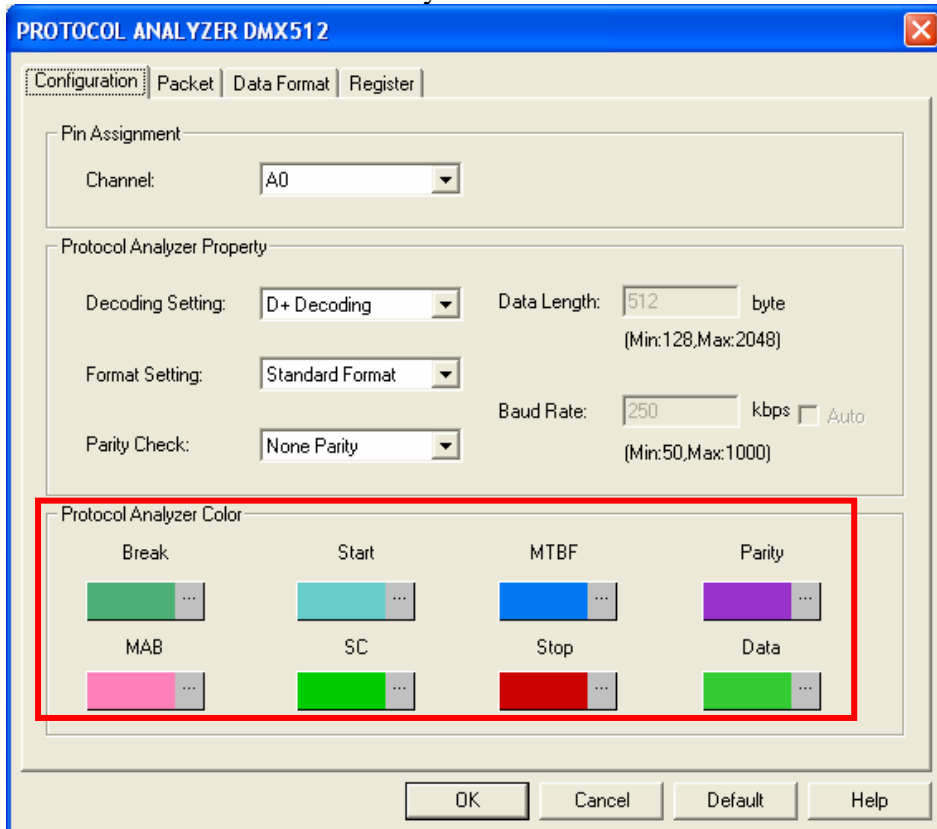 PROTOCOL ANALYZER DMX512
Configuration Packet Data Format Register
Pin Assignment
Channel: A0
Protocol Analyzer Property
Decoding Setting: D+ Decoding Data Length: 512 byte
(Min:128,Max:2048)
Format Setting: Standard Format
Baud Rate: 250 kbps Auto
Parity Check: None Parity
(Min:50,Max:1000)
Protocol Analyzer Color
Break Start MTBF Parity
... ... ... ...
MAB SC Stop Data
... ... ... ...
OK Cancel Default Help